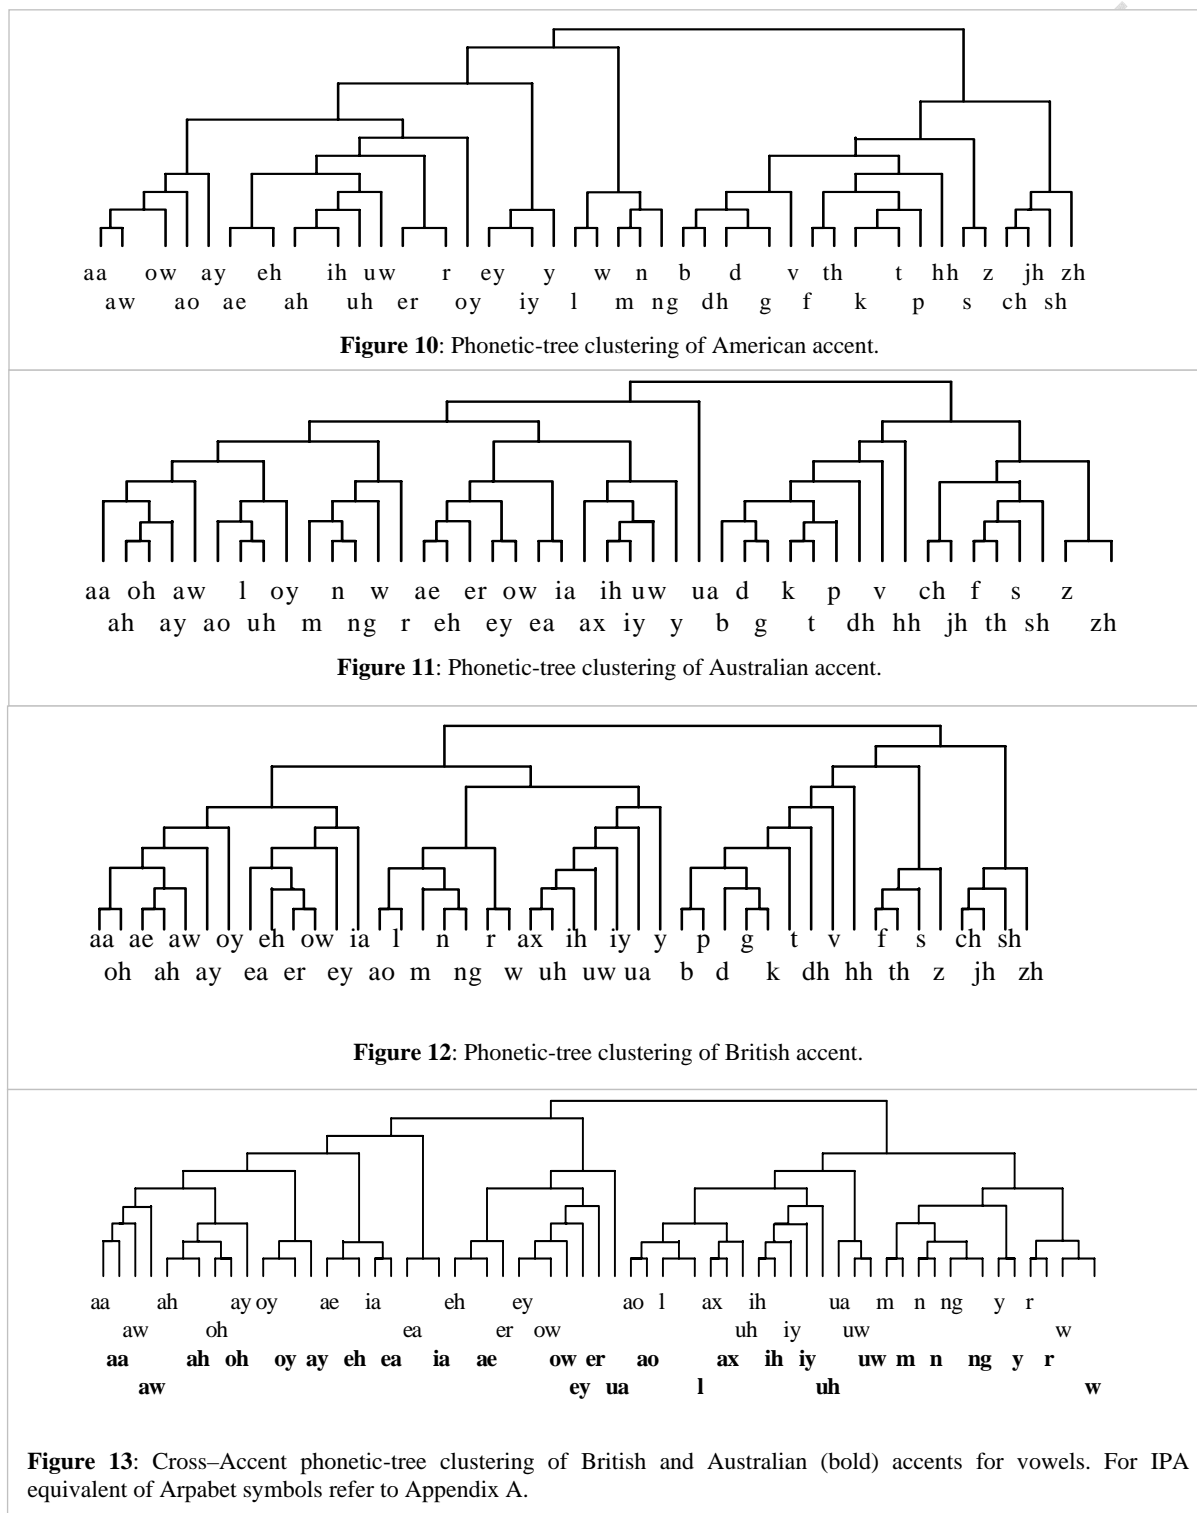 aa ow ay eh ih uw r ey y w n b d v th t hh z jh zh
aw ao ae ah uh er oy iy l m ng dh g f k p s ch sh
Figure 10: Phonetic-tree clustering of American accent.
aa oh aw l oy n w ae er ow ia ih uw ua d k p v ch f s z
ah ay ao uh m ng r eh ey ea ax iy y b g t dh hh jh th sh zh
Figure 11: Phonetic-tree clustering of Australian accent.
aa ae aw oy eh ow ia l n r ax ih iy y p g t v f s ch sh
oh ah ay ea er ey ao m ng w uh uw ua b d k dh hh th z jh zh
Figure 12: Phonetic-tree clustering of British accent.
aa ah ay oy ae ia eh ey ao l ax ih ua m n ng y r
aw oh ea er ow uh iy uw w
aa ah oh oy ay eh ea ia ae ow er ao ax ih iy uw m n ng y r
aw ey ua l uh w
Figure 13: Cross–Accent phonetic-tree clustering of British and Australian (bold) accents for vowels. For IPA
equivalent of Arpabet symbols refer to Appendix A.